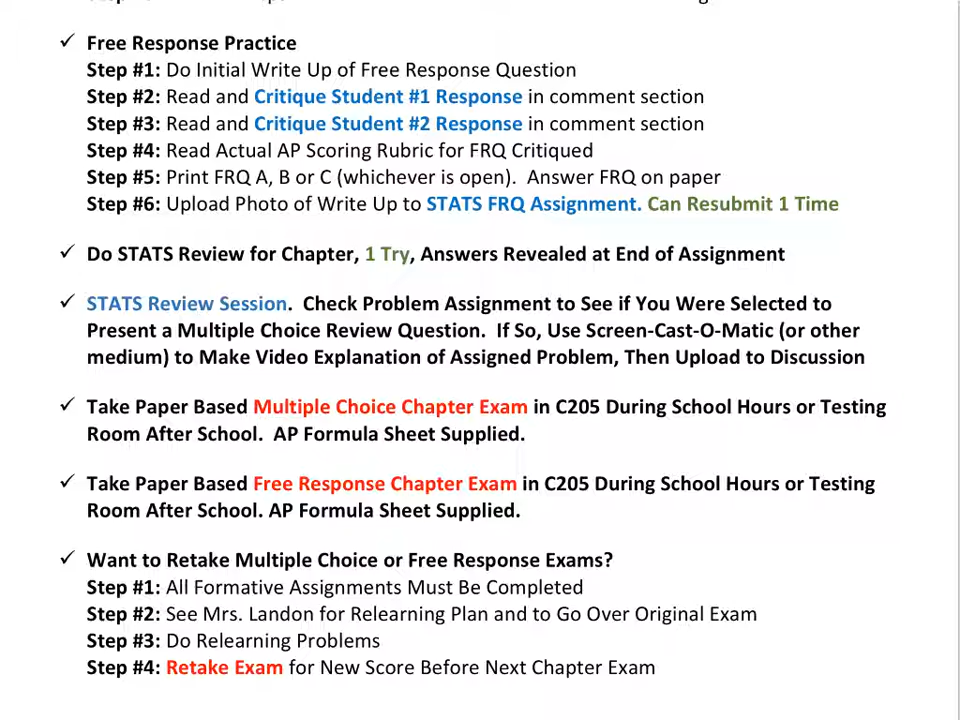 ✓ Free Response Practice
Step #1: Do Initial Write Up of Free Response Question
Step #2: Read and Critique Student #1 Response in comment section
Step #3: Read and Critique Student #2 Response in comment section
Step #4: Read Actual AP Scoring Rubric for FRQ Critiqued
Step #5: Print FRQ A, B or C (whichever is open).  Answer FRQ on paper
Step #6: Upload Photo of Write Up to STATS FRQ Assignment. Can Resubmit 1 Time
✓ Do STATS Review for Chapter, 1 Try, Answers Revealed at End of Assignment
✓ STATS Review Session.  Check Problem Assignment to See if You Were Selected to
Present a Multiple Choice Review Question.  If So, Use Screen-Cast-O-Matic (or other
medium) to Make Video Explanation of Assigned Problem, Then Upload to Discussion
✓ Take Paper Based Multiple Choice Chapter Exam in C205 During School Hours or Testing
Room After School.  AP Formula Sheet Supplied.
✓ Take Paper Based Free Response Chapter Exam in C205 During School Hours or Testing
Room After School. AP Formula Sheet Supplied.
✓ Want to Retake Multiple Choice or Free Response Exams?
Step #1: All Formative Assignments Must Be Completed
Step #2: See Mrs. Landon for Relearning Plan and to Go Over Original Exam
Step #3: Do Relearning Problems
Step #4: Retake Exam for New Score Before Next Chapter Exam